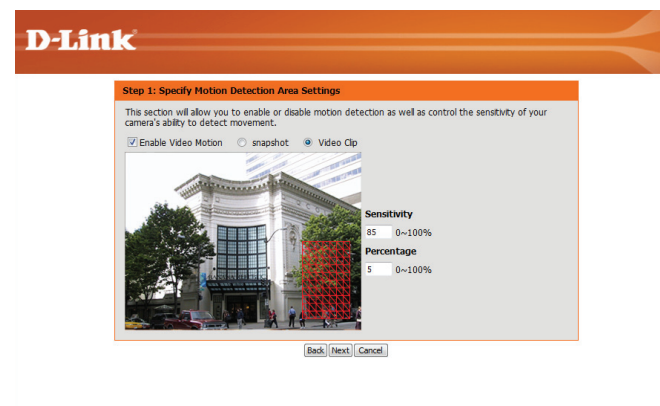 D-Link
Step 1: Specify Motion Detection Area Settings
This section will allow you to enable or disable motion detection as well as control the sensitivity of your
camera's ability to detect movement.
Enable Video Motion snapshot Video Clip
Sensitivity
85 0~100%
Percentage
5 0~100%
Back Next Cancel